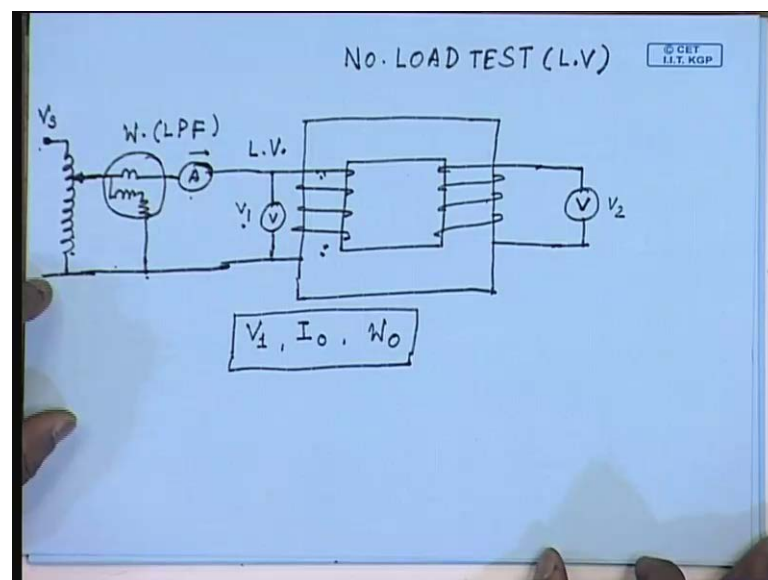 NO. LOAD TEST (L.V)
© CET
I.I.T. KGP
Vs
W. (LPF)
A
L.V.
V1
V
V
V2
V1, I0, W0